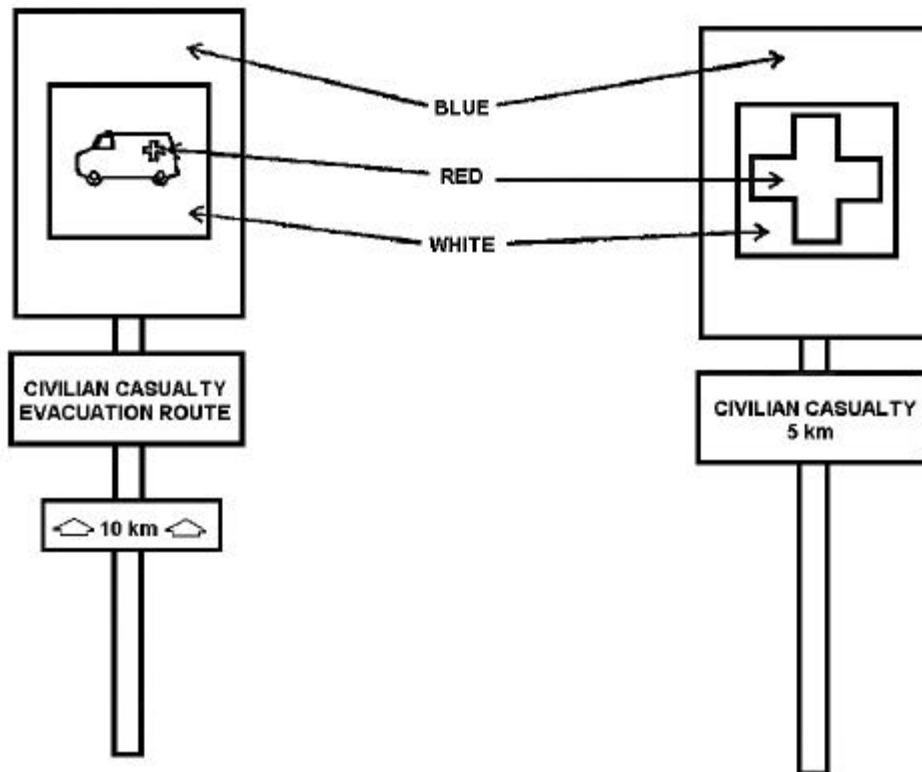 BLUE
RED
WHITE
CIVILIAN CASUALTY
EVACUATION ROUTE
10 km
CIVILIAN CASUALTY
5 km